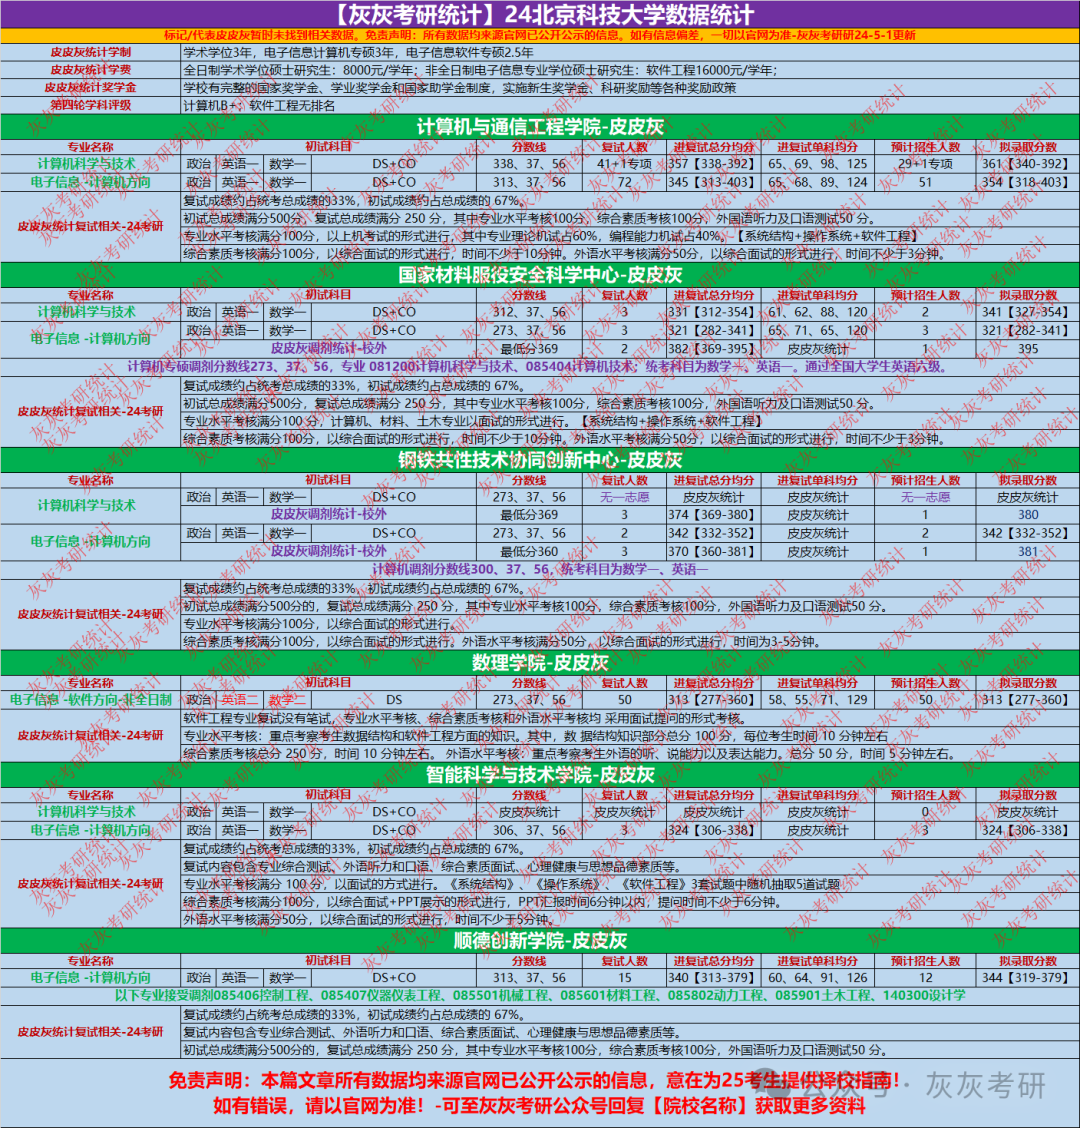 【灰灰考研统计】24北京科技大学数据统计
标记/代表皮皮灰暂时未找到相关数据。免责声明：所有数据均来源官网已公开公示的信息。如有信息偏差，一切以官网为准-灰灰考研研24-5-1更新
皮皮灰统计学制 学术学位3年，电子信息计算机专硕3年，电子信息软件专硕2.5年
皮皮灰统计学费 全日制学术学位硕士研究生：8000元/学年；非全日制电子信息专业学位硕士研究生：软件工程16000元/学年；
皮皮灰统计奖学金 学校有完整的国家奖学金、学业奖学金和国家助学金制度，实施新生奖学金、科研奖励等各种奖励政策
第四轮学科评级 计算机B+；软件工程无排名
计算机与通信工程学院-皮皮灰
专业名称 初试科目 分数线 复试人数 进复试总分均分 进复试单科均分 预计招生人数 拟录取分数
计算机科学与技术 政治 英语一 数学一 DS+CO 338、37、56 41+1专项 357【338-392】 65、69、98、125 29+1专项 361【340-392】
电子信息 -计算机方向 政治 英语一 数学一 DS+CO 313、37、56 72 345【313-403】 65、68、89、124 51 354【318-403】
皮皮灰统计复试相关-24考研
复试成绩约占统考总成绩的33%，初试成绩约占总成绩的 67%。
初试总成绩满分500分，复试总成绩满分 250 分，其中专业水平考核100分，综合素质考核100分，外国语听力及口语测试50 分。
专业水平考核满分100分，以上机考试的形式进行，其中专业理论机试占60%，编程能力机试占40%。【系统结构+操作系统+软件工程】
综合素质考核满分100分，以综合面试的形式进行，时间不少于10分钟。外语水平考核满分50分，以综合面试的形式进行，时间不少于3分钟。
国家材料服役安全科学中心-皮皮灰
专业名称 初试科目 分数线 复试人数 进复试总分均分 进复试单科均分 预计招生人数 拟录取分数
计算机科学与技术 政治 英语一 数学一 DS+CO 312、37、56 3 331【312-354】 61、62、88、120 2 341【327-354】
电子信息 -计算机方向 政治 英语一 数学一 DS+CO 273、37、56 3 321【282-341】 65、71、65、120 3 321【282-341】
皮皮灰调剂统计-校外 最低分369 2 382【369-395】 皮皮灰统计 1 395
计算机专硕调剂分数线273、37、56，专业 081200计算机科学与技术、085404计算机技术；统考科目为数学一、英语一。通过全国大学生英语六级。
皮皮灰统计复试相关-24考研
复试成绩约占统考总成绩的33%，初试成绩约占总成绩的 67%。
初试总成绩满分500分，复试总成绩满分 250 分，其中专业水平考核100分，综合素质考核100分，外国语听力及口语测试50 分。
专业水平考核满分100 分，计算机、材料、土木专业以面试的形式进行。【系统结构+操作系统+软件工程】
综合素质考核满分100分，以综合面试的形式进行，时间不少于10分钟。外语水平考核满分50分，以综合面试的形式进行，时间不少于3分钟。
钢铁共性技术协同创新中心-皮皮灰
专业名称 初试科目 分数线 复试人数 进复试总分均分 进复试单科均分 预计招生人数 拟录取分数
计算机科学与技术 政治 英语一 数学一 DS+CO 273、37、56 无一志愿 皮皮灰统计 皮皮灰统计 无一志愿 皮皮灰统计
皮皮灰调剂统计-校外 最低分369 3 374【369-380】 皮皮灰统计 1 380
电子信息 -计算机方向 政治 英语一 数学一 DS+CO 273、37、56 2 342【332-352】 皮皮灰统计 2 342【332-352】
皮皮灰调剂统计-校外 最低分360 3 370【360-381】 皮皮灰统计 1 381
计算机调剂分数线300、37、56，统考科目为数学一、英语一
皮皮灰统计复试相关-24考研
复试成绩约占统考总成绩的33%，初试成绩约占总成绩的 67%。
初试总成绩满分500分的，复试总成绩满分 250 分，其中专业水平考核100分，综合素质考核100分，外国语听力及口语测试50 分。
专业水平考核满分100分，以综合面试的形式进行。
综合素质考核满分100分，以综合面试的形式进行。外语水平考核满分50分，以综合面试的形式进行，时间为3-5分钟。
数理学院-皮皮灰
专业名称 初试科目 分数线 复试人数 进复试总分均分 进复试单科均分 预计招生人数 拟录取分数
电子信息 -软件方向-非全日制 政治 英语二 数学二 DS 273、37、56 50 313【277-360】 58、55、71、129 50 313【277-360】
皮皮灰统计复试相关-24考研
软件工程专业复试没有笔试，专业水平考核、综合素质考核和外语水平考核均 采用面试提问的形式考核。
专业水平考核：重点考察考生数据结构和软件工程方面的知识。其中，数 据结构知识部分总分 100 分，每位考生时间 10 分钟左右
综合素质考核总分 250 分，时间 10 分钟左右。 外语水平考核：重点考察考生外语的听、说能力以及表达能力。总分 50 分，时间 5 分钟左右。
智能科学与技术学院-皮皮灰
专业名称 初试科目 分数线 复试人数 进复试总分均分 进复试单科均分 预计招生人数 拟录取分数
计算机科学与技术 政治 英语一 数学一 DS+CO 皮皮灰统计 皮皮灰统计 皮皮灰统计 皮皮灰统计 0 皮皮灰统计
电子信息 -计算机方向 政治 英语一 数学一 DS+CO 306、37、56 3 324【306-338】 皮皮灰统计 3 324【306-338】
皮皮灰统计复试相关-24考研
复试成绩约占统考总成绩的33%，初试成绩约占总成绩的 67%。
复试内容包含专业综合测试、外语听力和口语、综合素质面试、心理健康与思想品德素质等。
专业水平考核满分 100 分，以面试的方式进行。《系统结构》、《操作系统》、《软件工程》3套试题中随机抽取5道试题
综合素质考核满分100分，以综合面试+PPT展示的形式进行，PPT汇报时间6分钟以内，提问时间不少于6分钟。
外语水平考核满分50分，以综合面试的形式进行，时间不少于5分钟。
顺德创新学院-皮皮灰
专业名称 初试科目 分数线 复试人数 进复试总分均分 进复试单科均分 预计招生人数 拟录取分数
电子信息 -计算机方向 政治 英语一 数学一 DS+CO 313、37、56 15 340【313-379】 60、64、91、126 12 344【319-379】
以下专业接受调剂085406控制工程、085407仪器仪表工程、085501机械工程、085601材料工程、085802动力工程、085901土木工程、140300设计学
皮皮灰统计复试相关-24考研
复试成绩约占统考总成绩的33%，初试成绩约占总成绩的 67%。
复试内容包含专业综合测试、外语听力和口语、综合素质面试、心理健康与思想品德素质等。
初试总成绩满分500分的，复试总成绩满分 250 分，其中专业水平考核100分，综合素质考核100分，外国语听力及口语测试50 分。
免责声明：本篇文章所有数据均来源官网已公开公示的信息，意在为25考生提供择校指南！
如有错误，请以官网为准！-可至灰灰考研公众号回复【院校名称】获取更多资料
公众号 · 灰灰考研
灰灰考研统计